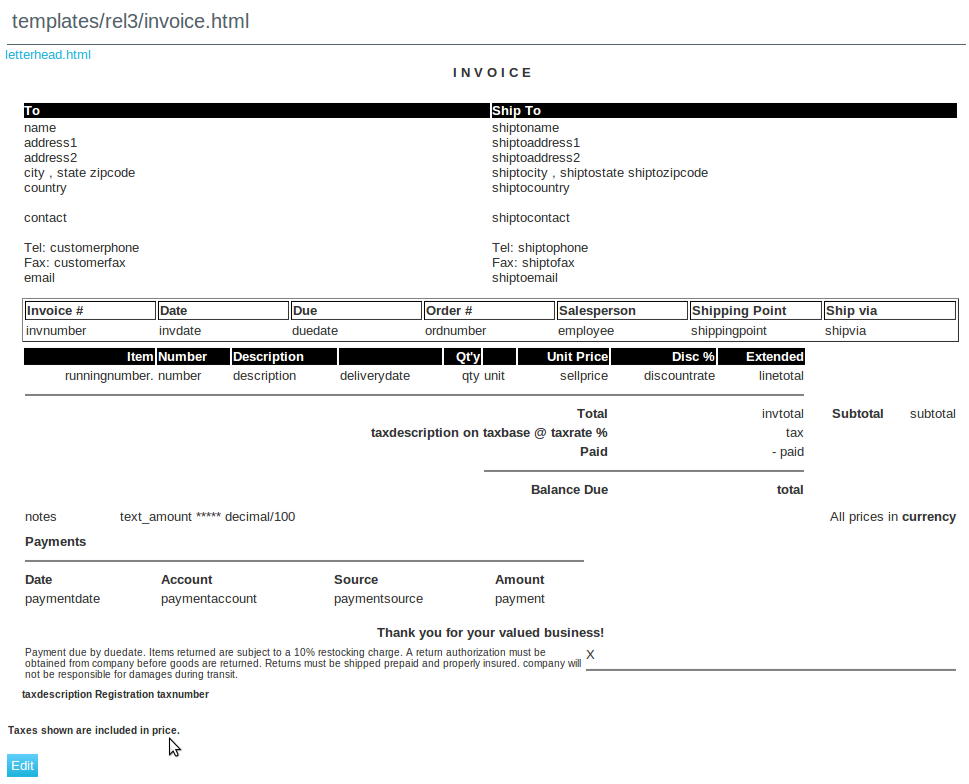 templates/rel3/invoice.html
letterhead.html
I N V O I C E
To Ship To
name shiptoname
address1 shiptoaddress1
address2 shiptoaddress2
city , state zipcode shiptocity , shiptostate shiptozipcode
country shiptocountry
contact shiptocontact
Tel: customerphone Tel: shiptophone
Fax: customerfax Fax: shiptofax
email shiptoemail
Invoice # Date Due Order # Salesperson Shipping Point Ship via
invnumber invdate duedate ordnumber employee shippingpoint shipvia
Item Number Description Qt'y Unit Price Disc % Extended
runningnumber. number description deliverydate qty unit sellprice discountrate linetotal
Total invtotal Subtotal subtotal
taxdescription on taxbase @ taxrate % tax
Paid - paid
Balance Due total
notes text_amount ***** decimal/100 All prices in currency
Payments
Date Account Source Amount
paymentdate paymentaccount paymentsource payment
Thank you for your valued business!
Payment due by duedate. Items returned are subject to a 10% restocking charge. A return authorization must be
obtained from company before goods are returned. Returns must be shipped prepaid and properly insured. company will
not be responsible for damages during transit.
X
taxdescription Registration taxnumber
Taxes shown are included in price.
Edit